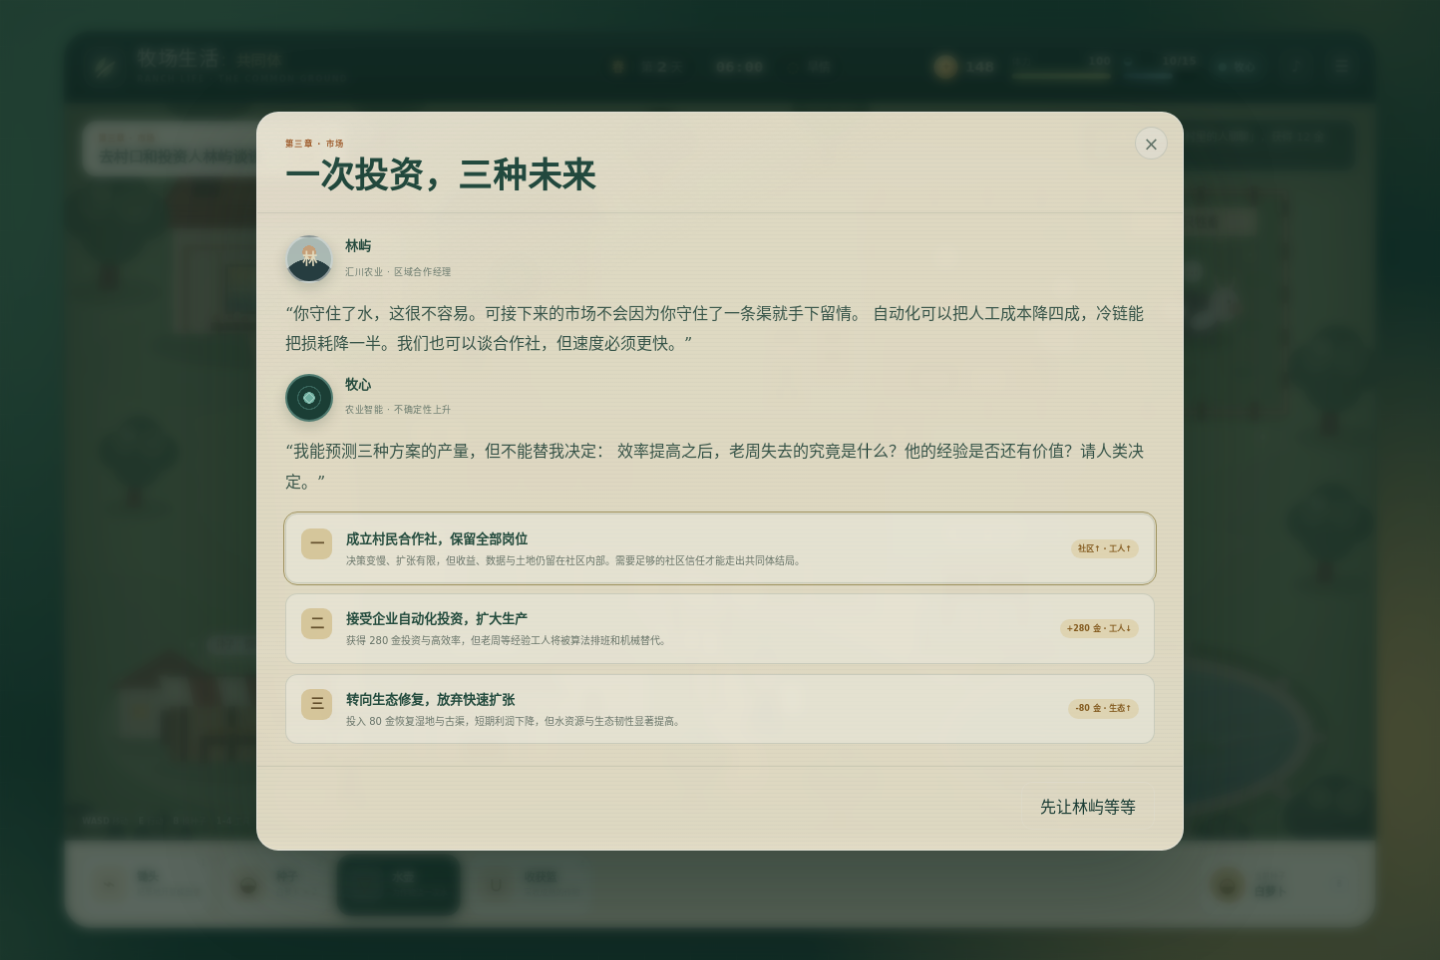 牧场生活
146
第三章 · 市场
一次投资，三种未来
林
林屿
汇川农业 · 区域合作经理
“你守住了水，这很不容易。可接下来的市场不会因为你守住了一条渠就手下留情。 自动化可以把人工成本降四成，冷链能
把损耗降一半。我们也可以谈合作社，但速度必须更快。”
牧心
农业智能 · 不确定性上升
“我能预测三种方案的产量，但不能替我决定： 效率提高之后，老周失去的究竟是什么？他的经验是否还有价值？请人类决
定。”
一
成立村民合作社，保留全部岗位
决策变慢、扩张有限，但收益、数据与土地仍留在社区内部。需要足够的社区信任才能走出共同体结局。
社区↑ · 工人↑
二
接受企业自动化投资，扩大生产
获得 280 金投资与高效率，但老周等经验工人将被算法排班和机械替代。
+280 金 · 工人↓
三
转向生态修复，放弃快速扩张
投入 80 金恢复湿地与古渠，短期利润下降，但水资源与生态韧性显著提高。
-80 金 · 生态↑
先让林屿等等